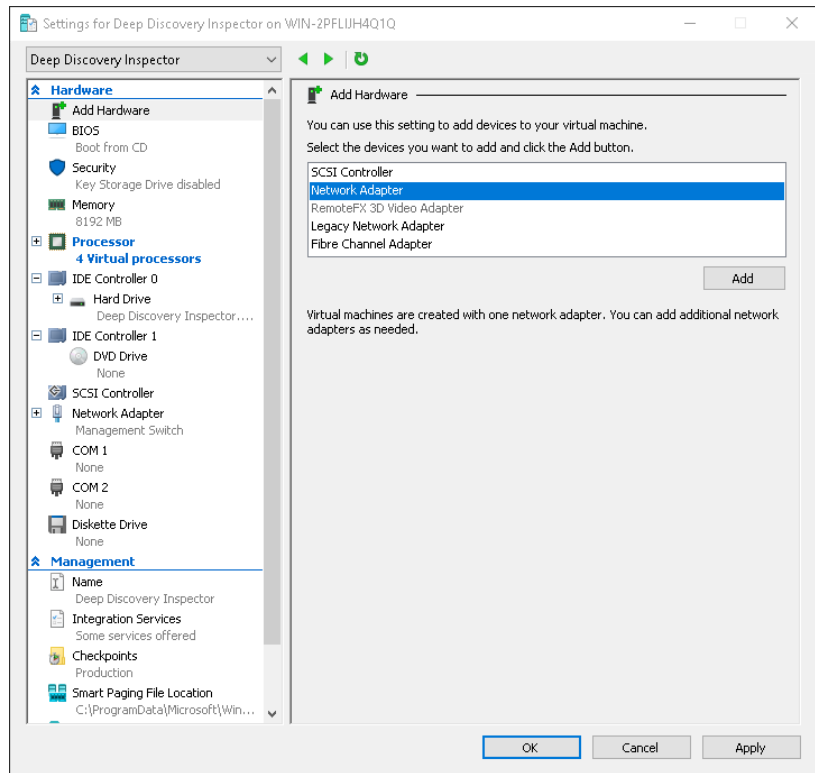 Settings for Deep Discovery Inspector on WIN-2PFLIJH4Q1Q
Deep Discovery Inspector
Hardware
Add Hardware
BIOS
Boot from CD
Security
Key Storage Drive disabled
Memory
8192 MB
Processor
4 Virtual processors
IDE Controller 0
Hard Drive
Deep Discovery Inspector....
IDE Controller 1
DVD Drive
None
SCSI Controller
Network Adapter
Management Switch
COM 1
None
COM 2
None
Diskette Drive
None
Management
Name
Deep Discovery Inspector
Integration Services
Some services offered
Checkpoints
Production
Smart Paging File Location
C:\ProgramData\Microsoft\Win...
Add Hardware
You can use this setting to add devices to your virtual machine.
Select the devices you want to add and click the Add button.
SCSI Controller
Network Adapter
RemoteFX 3D Video Adapter
Legacy Network Adapter
Fibre Channel Adapter
Add
Virtual machines are created with one network adapter. You can add additional network
adapters as needed.
OK
Cancel
Apply